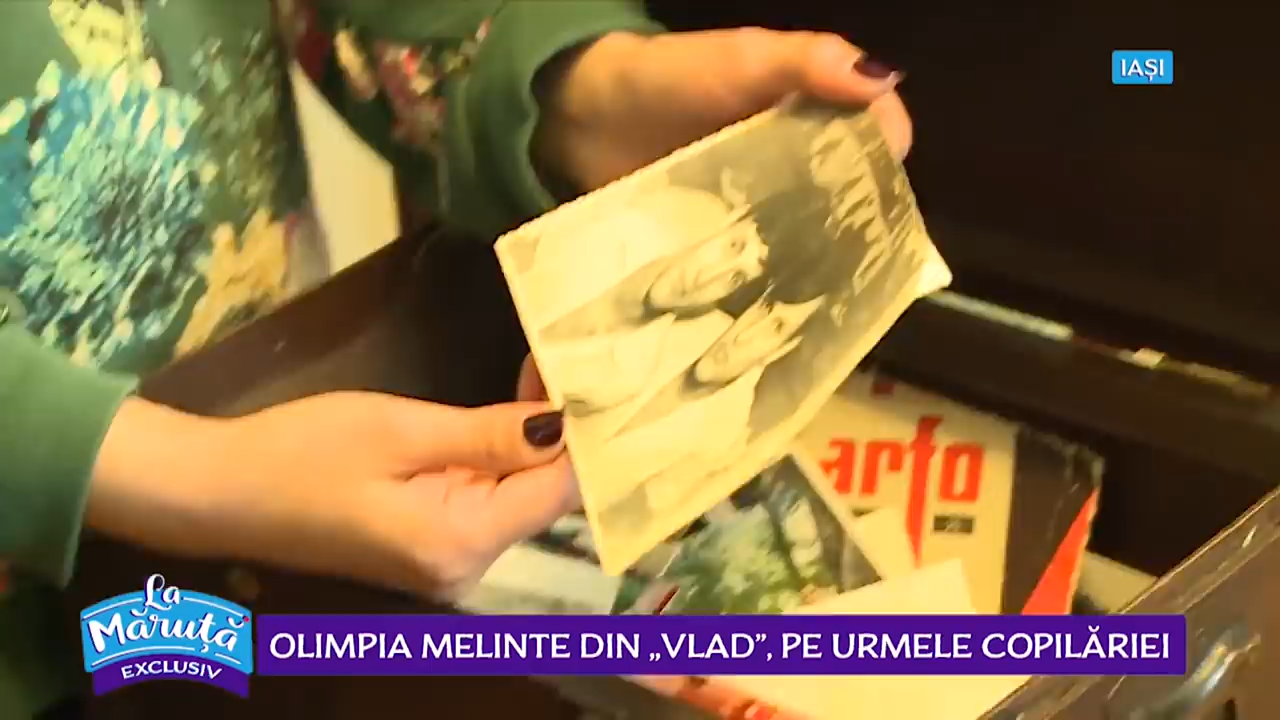 IAȘI
arfo
La
Măruță
EXCLUSIV
OLIMPIA MELINTE DIN „VLAD”, PE URMELE COPILĂRIEI